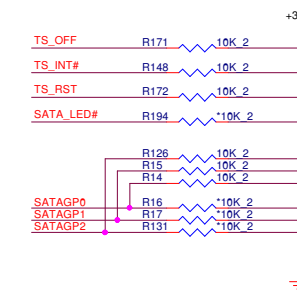 +3
TS_OFF R171 10K_2
TS_INT# R148 10K_2
TS_RST R172 10K_2
SATA_LED# R194 *10K_2
R126 10K_2
R15 10K_2
R14 10K_2
SATAGP0 R16 *10K_2
SATAGP1 R17 *10K_2
SATAGP2 R131 *10K_2